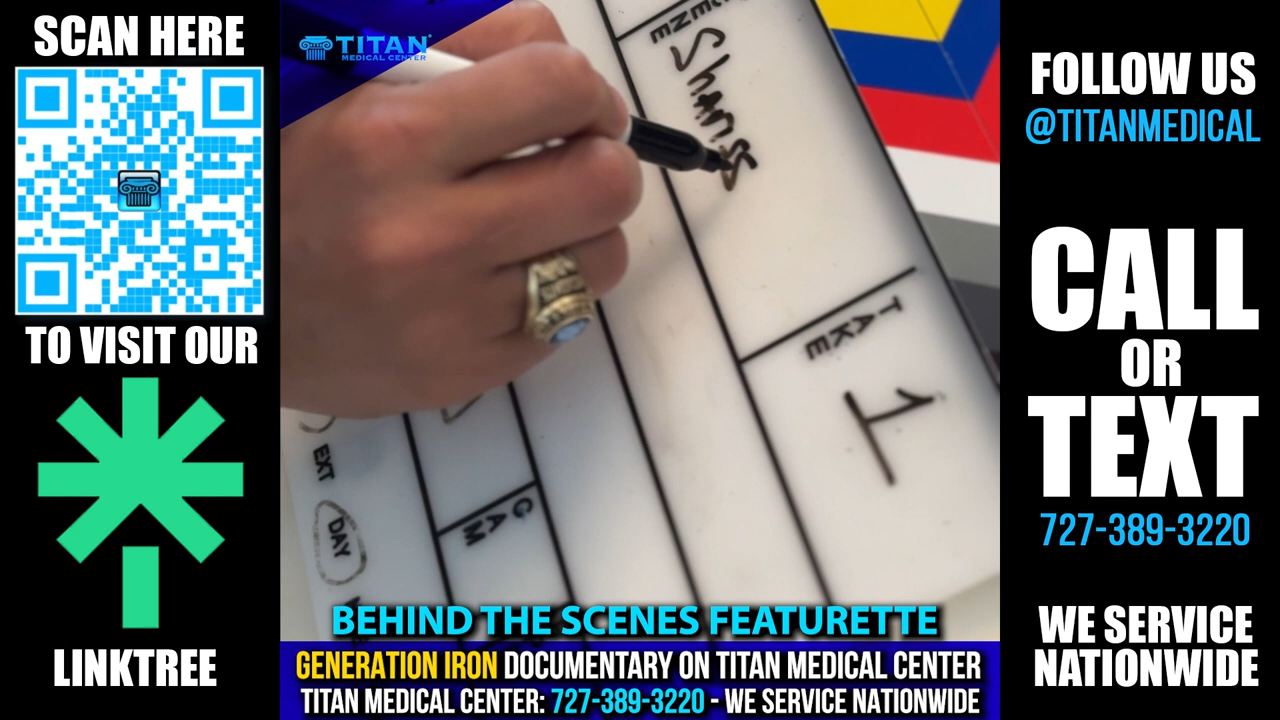 SCAN HERE
TO VISIT OUR
LINKTREE
TITAN
MEDICAL CENTER
SCENE
Shans
TAKE
1
EXT
DAY
CAM
BEHIND THE SCENES FEATURETTE
GENERATION IRON DOCUMENTARY ON TITAN MEDICAL CENTER
TITAN MEDICAL CENTER: 727-389-3220 - WE SERVICE NATIONWIDE
FOLLOW US
@TITANMEDICAL
CALL
OR
TEXT
727-389-3220
WE SERVICE
NATIONWIDE